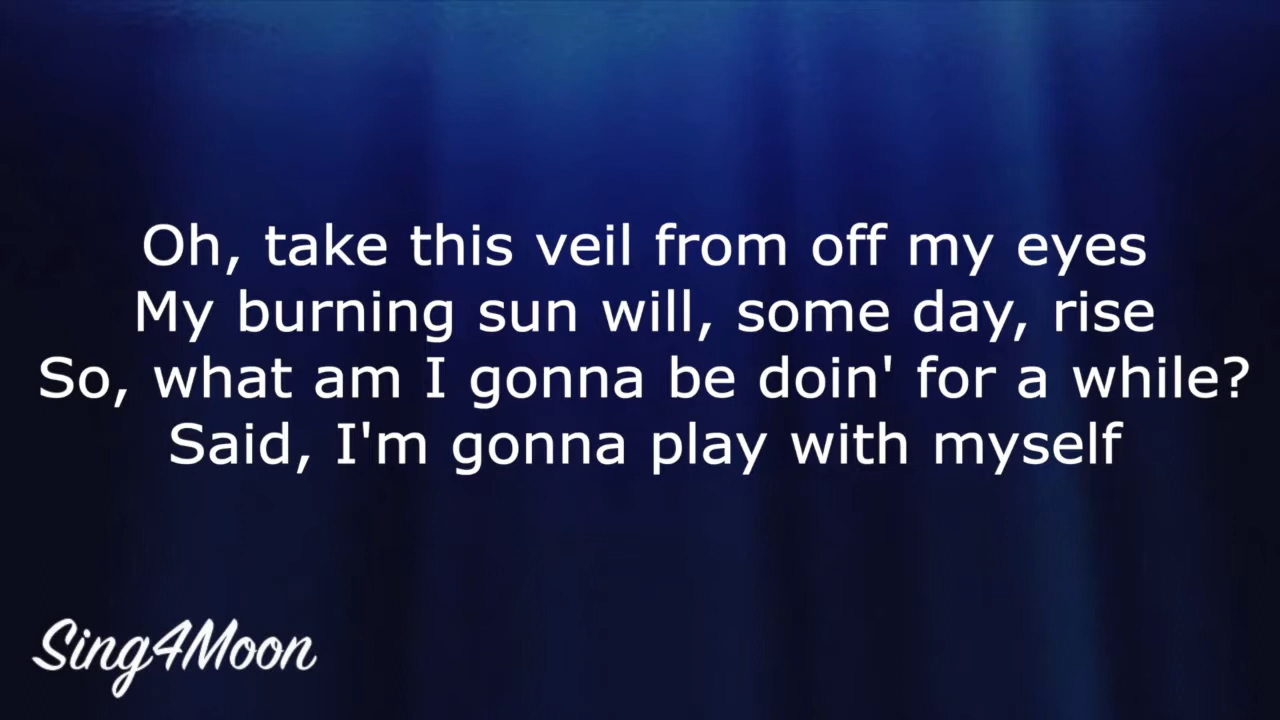 Oh, take this veil from off my eyes
My burning sun will, some day, rise
So, what am I gonna be doin' for a while?
Said, I'm gonna play with myself
Sing4Moon